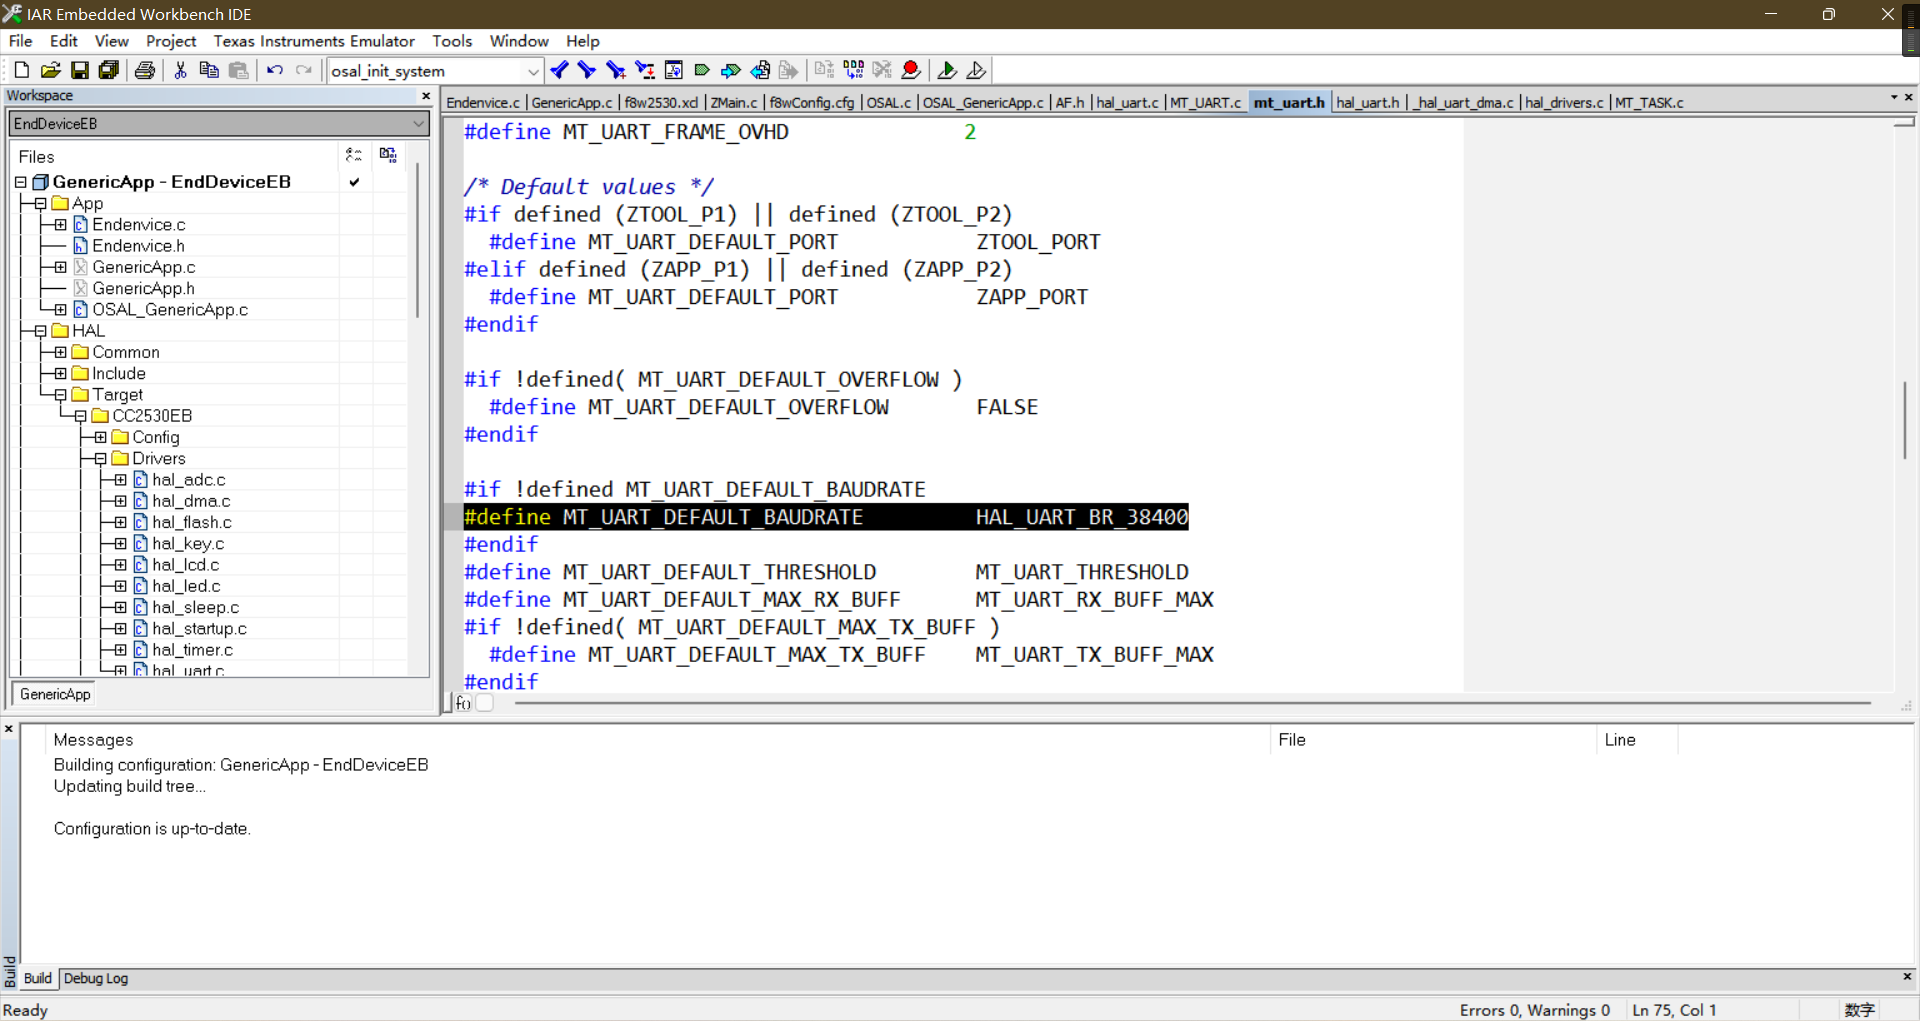 IAR Embedded Workbench IDE
File Edit View Project Texas Instruments Emulator Tools Window Help
osal_init_system
Workspace
EndDeviceEB
Files
GenericApp - EndDeviceEB
App
Endenvice.c
Endenvice.h
GenericApp.c
GenericApp.h
OSAL_GenericApp.c
HAL
Common
Include
Target
CC2530EB
Config
Drivers
hal_adc.c
hal_dma.c
hal_flash.c
hal_key.c
hal_lcd.c
hal_led.c
hal_sleep.c
hal_startup.c
hal_timer.c
hal_uart.c
GenericApp
Endenvice.c | GenericApp.c | f8w2530.xcl | ZMain.c | f8wConfig.cfg | OSAL.c | OSAL_GenericApp.c | AF.h | hal_uart.c | MT_UART.c mt_uart.h hal_uart.h | _hal_uart_dma.c | hal_drivers.c | MT_TASK.c
#define MT_UART_FRAME_OVHD 2
/* Default values */
#if defined (ZTOOL_P1) || defined (ZTOOL_P2)
#define MT_UART_DEFAULT_PORT ZTOOL_PORT
#elif defined (ZAPP_P1) || defined (ZAPP_P2)
#define MT_UART_DEFAULT_PORT ZAPP_PORT
#endif
#if !defined( MT_UART_DEFAULT_OVERFLOW )
#define MT_UART_DEFAULT_OVERFLOW FALSE
#endif
#if !defined MT_UART_DEFAULT_BAUDRATE
#define MT_UART_DEFAULT_BAUDRATE HAL_UART_BR_38400
#endif
#define MT_UART_DEFAULT_THRESHOLD MT_UART_THRESHOLD
#define MT_UART_DEFAULT_MAX_RX_BUFF MT_UART_RX_BUFF_MAX
#if !defined( MT_UART_DEFAULT_MAX_TX_BUFF )
#define MT_UART_DEFAULT_MAX_TX_BUFF MT_UART_TX_BUFF_MAX
#endif
f()
Messages File Line
Building configuration: GenericApp - EndDeviceEB
Updating build tree...
Configuration is up-to-date.
Build
Build Debug Log
Ready Errors 0, Warnings 0 Ln 75, Col 1 数字